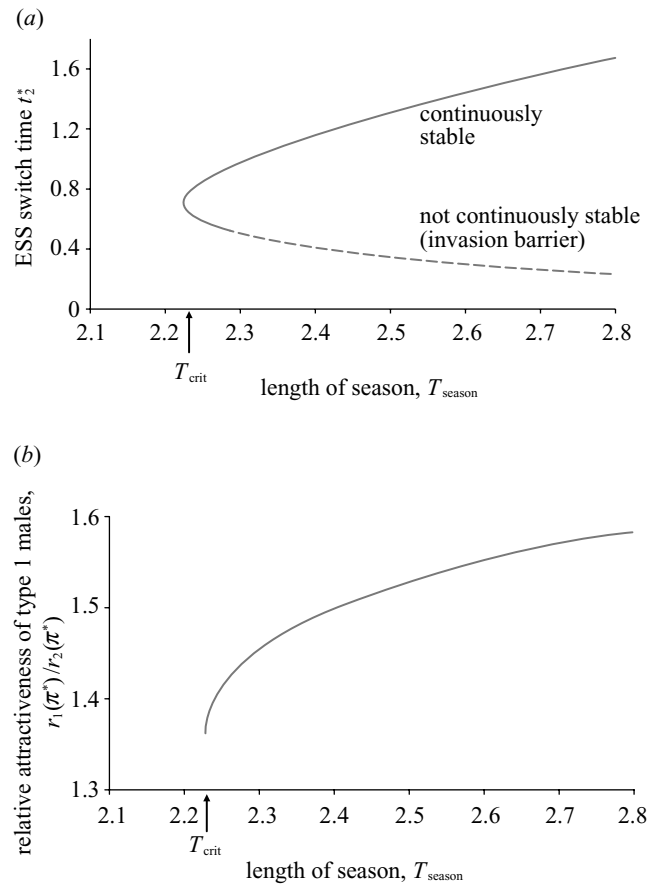 (a)
ESS switch time t*2
1.6
1.2
0.8
0.4
0
continuously
stable
not continuously stable
(invasion barrier)
2.1 2.2 2.3 2.4 2.5 2.6 2.7 2.8
Tcrit
length of season, Tseason
(b)
relative attractiveness of type 1 males,
r1(π*)/r2(π*)
1.6
1.5
1.4
1.3
2.1 2.2 2.3 2.4 2.5 2.6 2.7 2.8
Tcrit
length of season, Tseason